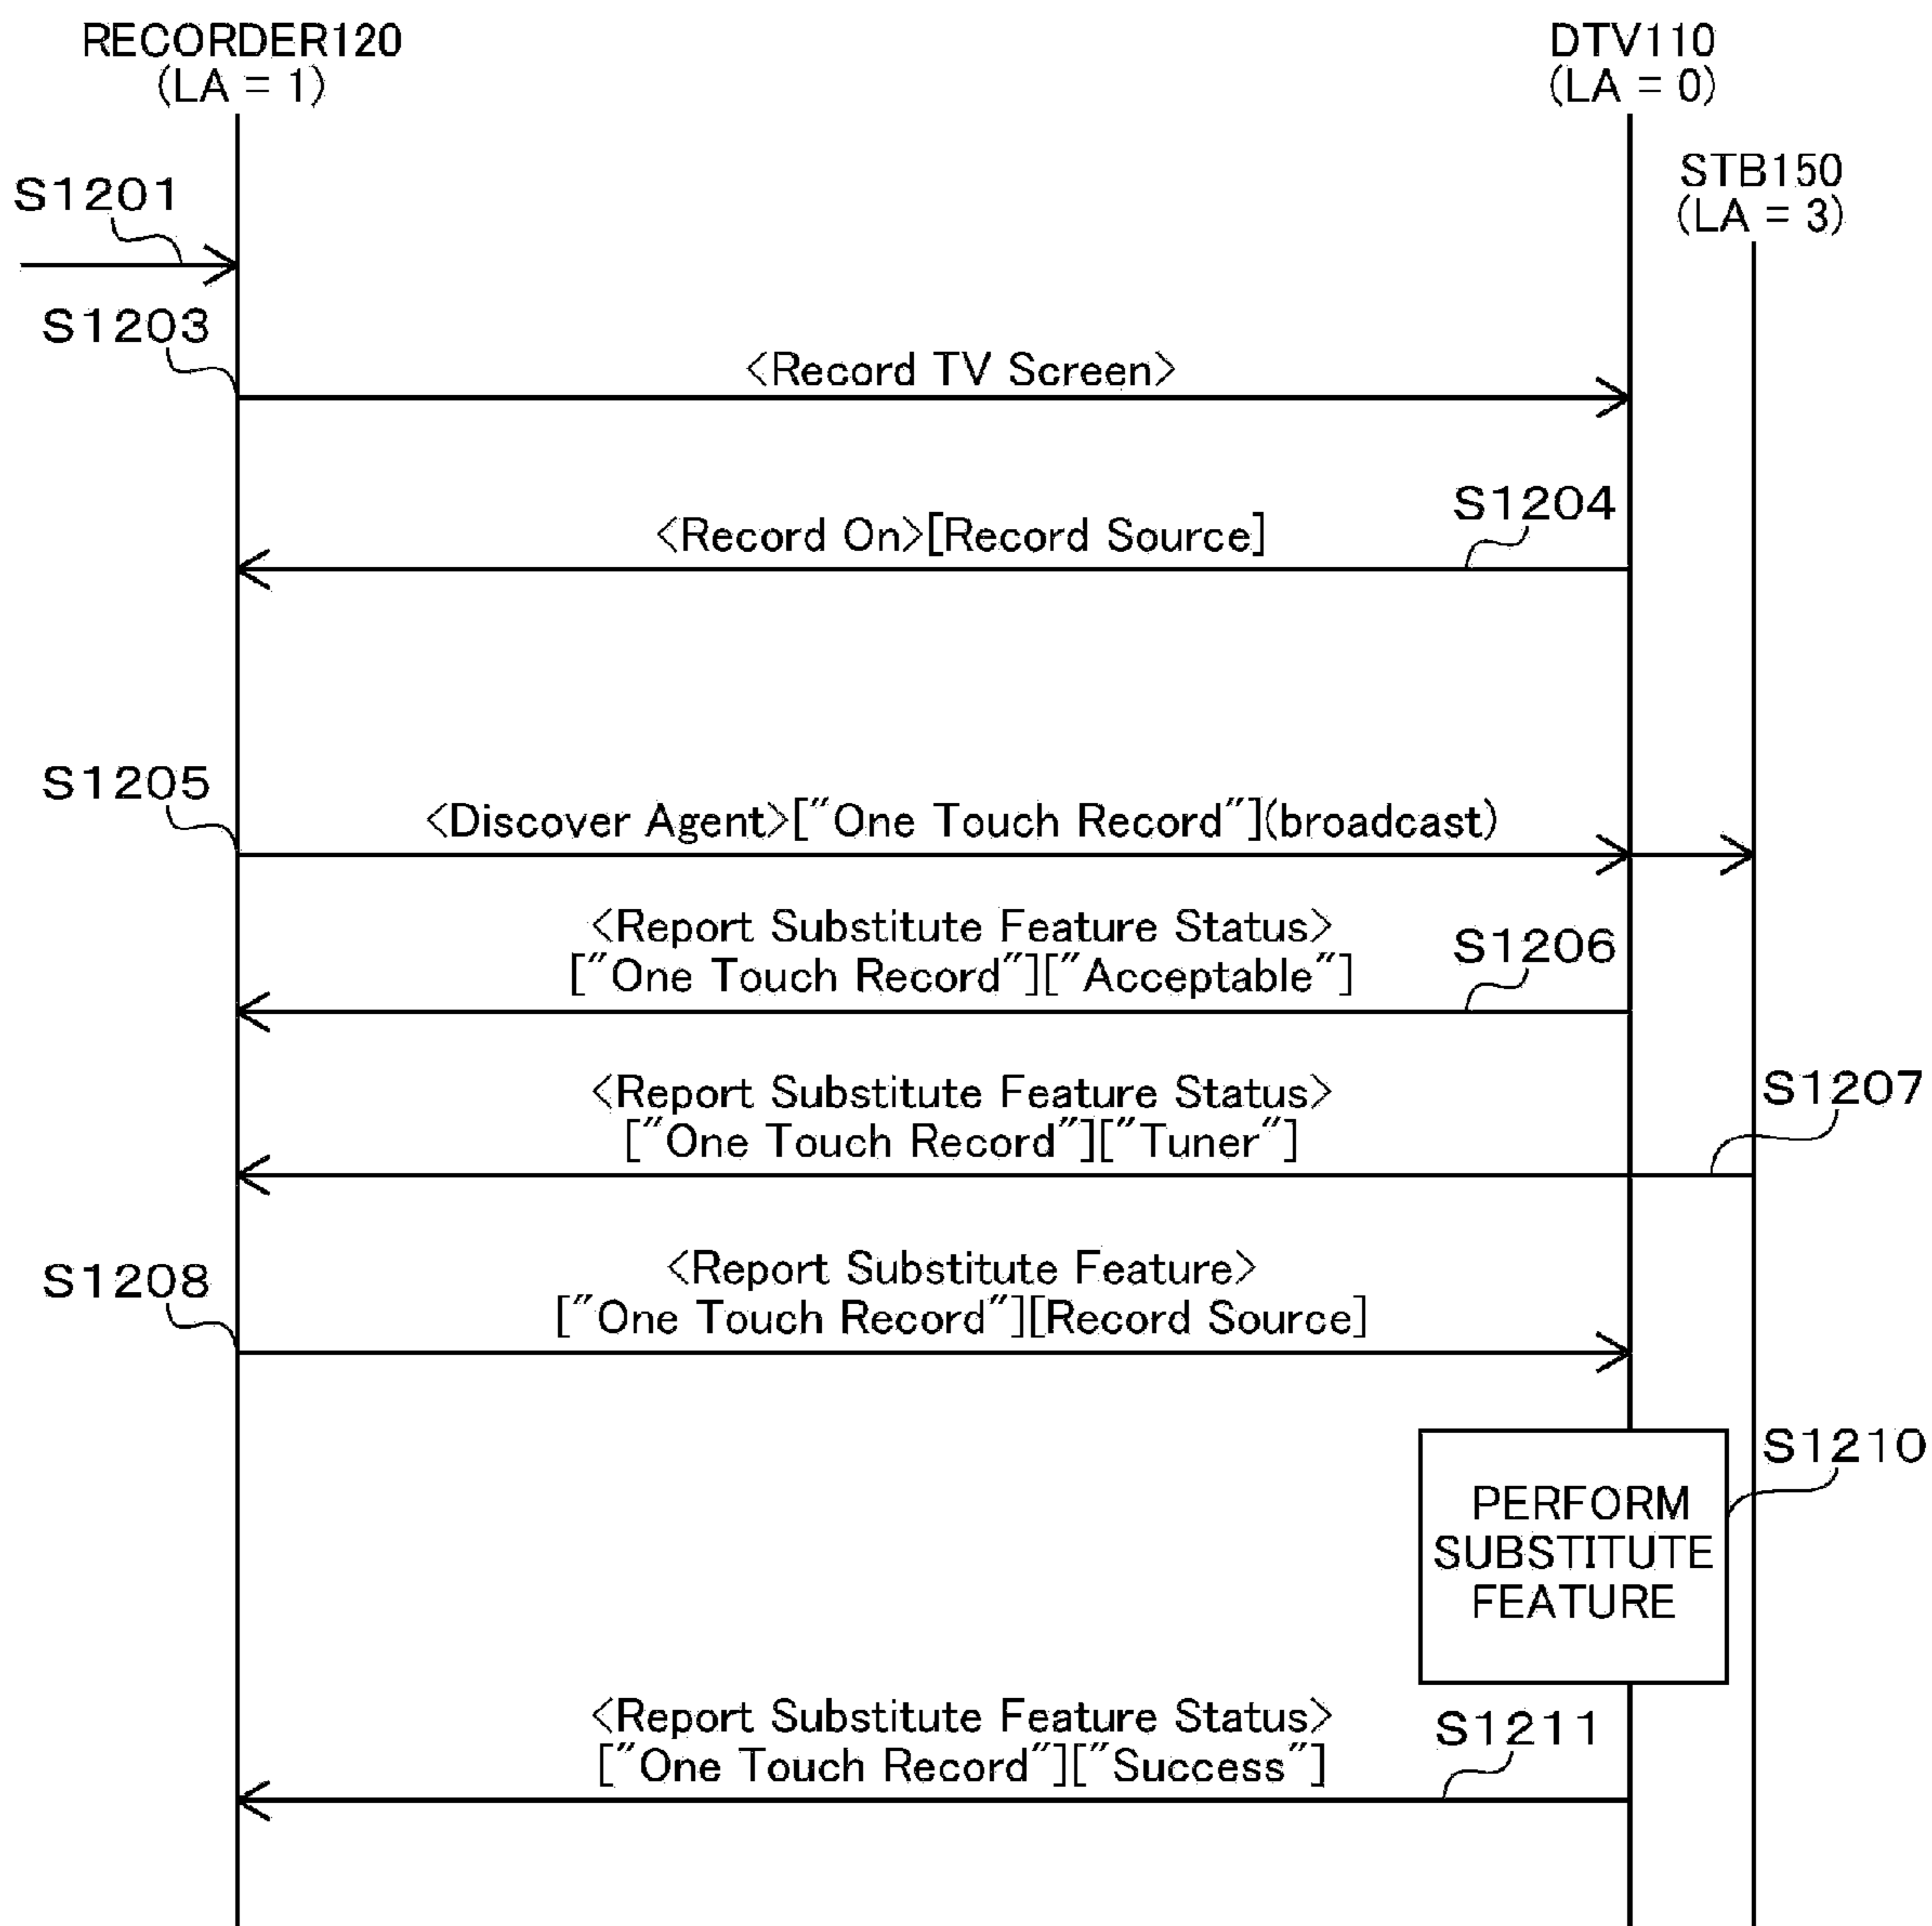 RECORDER120
(LA = 1)
DTV110
(LA = 0)
STB150
(LA = 3)
S1201
S1203
<Record TV Screen>
S1204
<Record On>[Record Source]
S1205
<Discover Agent>["One Touch Record"](broadcast)
<Report Substitute Feature Status>
["One Touch Record"]["Acceptable"]
S1206
<Report Substitute Feature Status>
["One Touch Record"]["Tuner"]
S1207
S1208
<Report Substitute Feature>
["One Touch Record"][Record Source]
S1210
PERFORM
SUBSTITUTE
FEATURE
<Report Substitute Feature Status>
["One Touch Record"]["Success"]
S1211